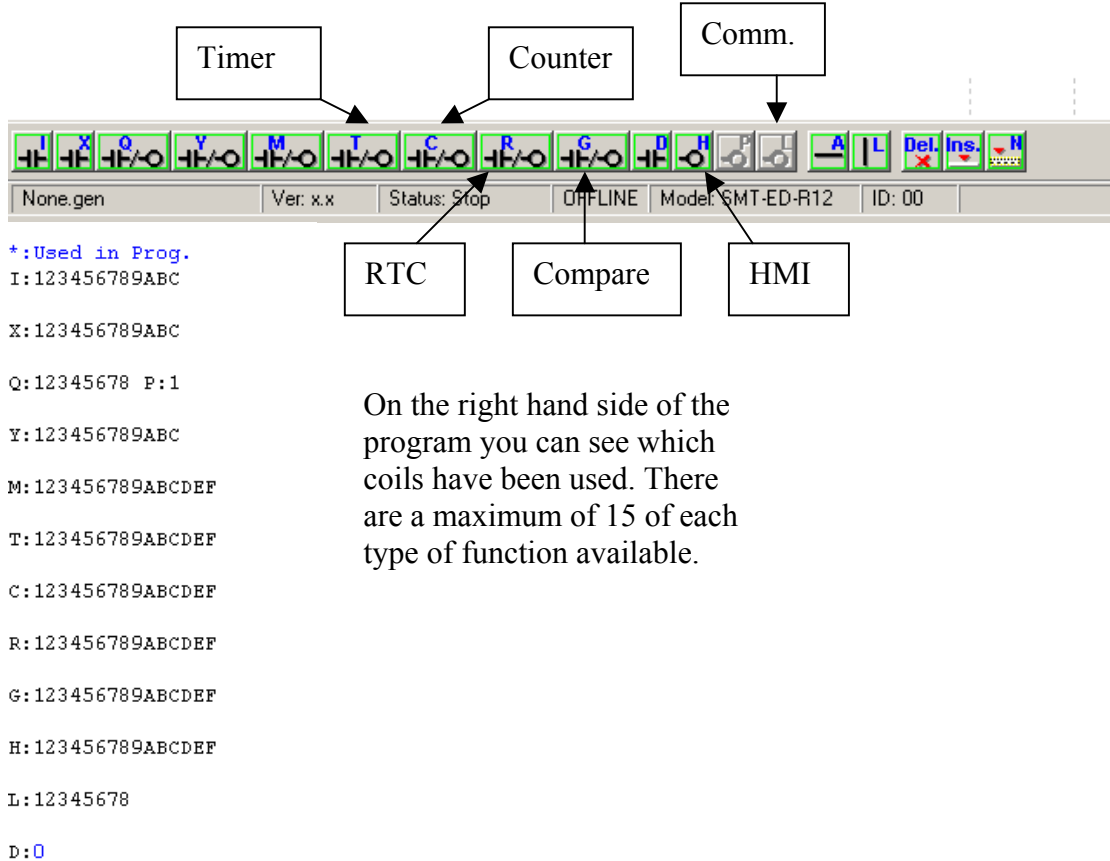 Timer
Counter
Comm.
I X Q Y M T C R G D H P L A L Del. Ins. N
None.gen Ver: x.x Status: Stop OFFLINE Model: SMT-ED-R12 ID: 00
RTC
Compare
HMI
*:Used in Prog.
I:123456789ABC
X:123456789ABC
Q:12345678 P:1
Y:123456789ABC
M:123456789ABCDEF
T:123456789ABCDEF
C:123456789ABCDEF
R:123456789ABCDEF
G:123456789ABCDEF
H:123456789ABCDEF
L:12345678
D:0
On the right hand side of the
program you can see which
coils have been used. There
are a maximum of 15 of each
type of function available.